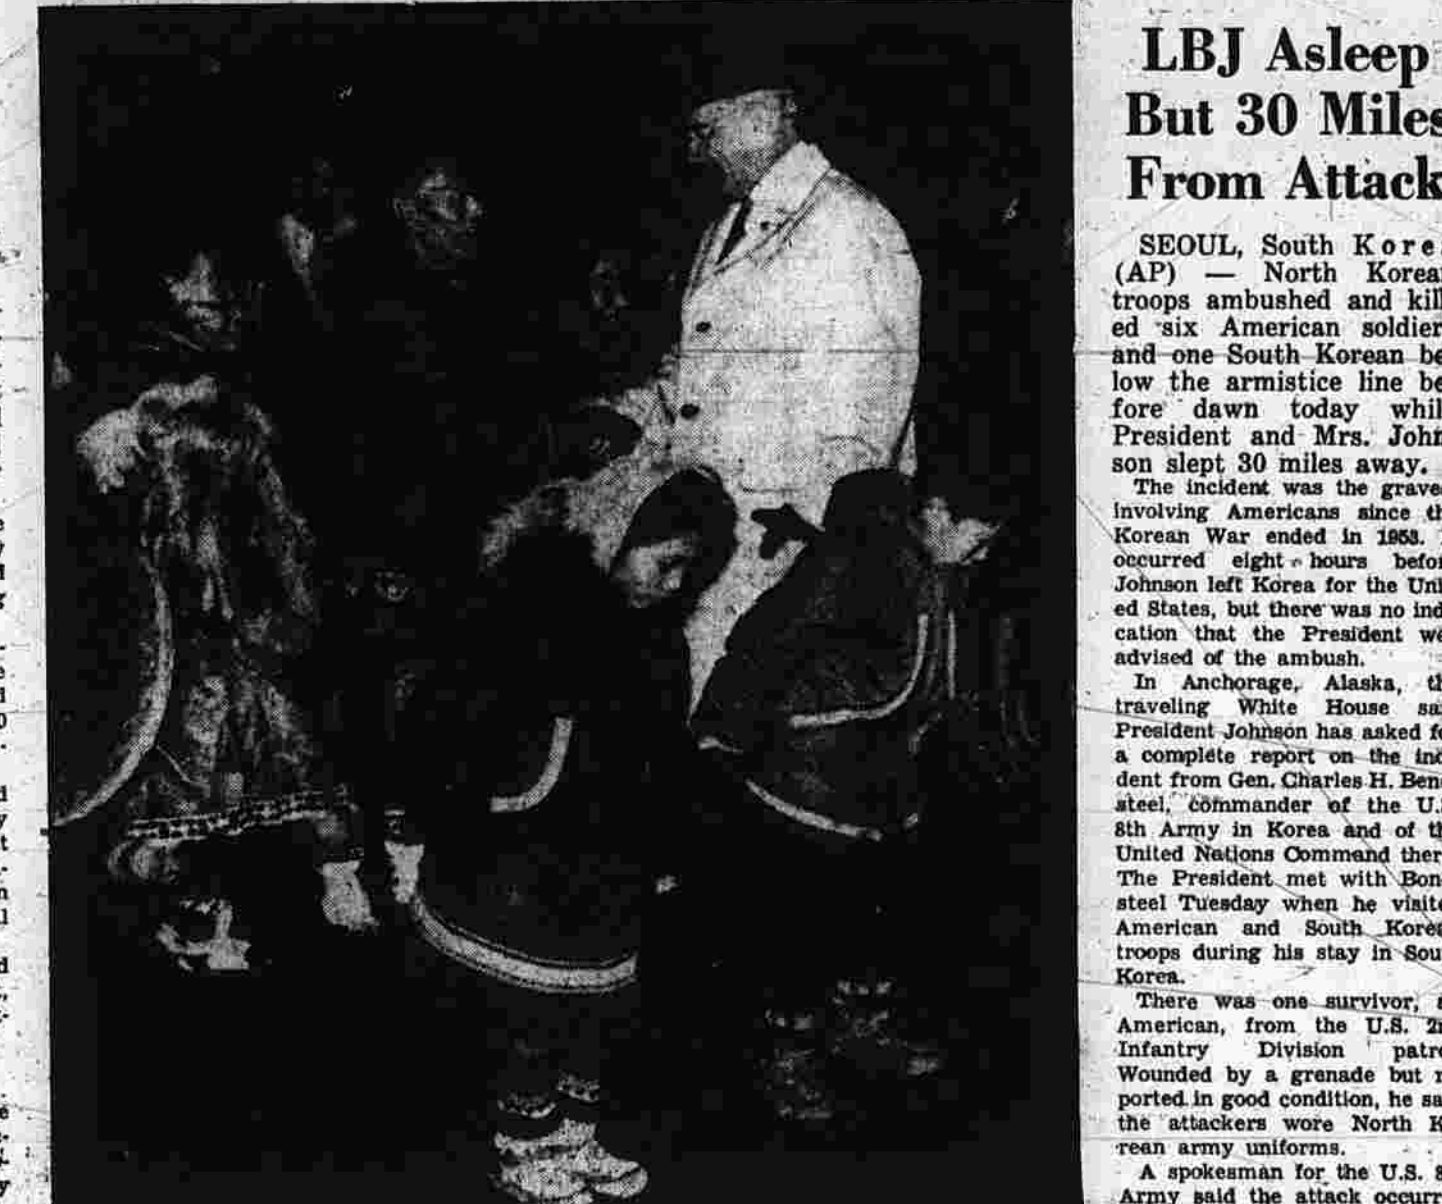 LBJ Asleep
But 30 Miles
From Attack
SEOUL, South Kore
(AP) — North Korean
troops ambushed and kill
ed six American soldier
and one South Korean be
low the armistice line be
fore dawn today whil
President and Mrs. John
son slept 30 miles away.
The incident was the grave
involving Americans since th
Korean War ended in 1953.
occurred eight hours befor
Johnson left Korea for the Unit
ed States, but there was no indi
cation that the President we
advised of the ambush.
In Anchorage, Alaska, th
traveling White House sai
President Johnson has asked fo
a complete report on the inci
dent from Gen. Charles H. Bone
steel, commander of the U.S
8th Army in Korea and of th
United Nations Command ther
The President met with Bone
steel Tuesday when he visite
American and South Korea
troops during his stay in Sou
Korea.
There was one survivor, a
American, from the U.S. 2n
Infantry Division patro
Wounded by a grenade but r
ported in good condition, he sa
the attackers wore North K
rean army uniforms.
A spokesman for the U.S. 8
Army said the attack occurr